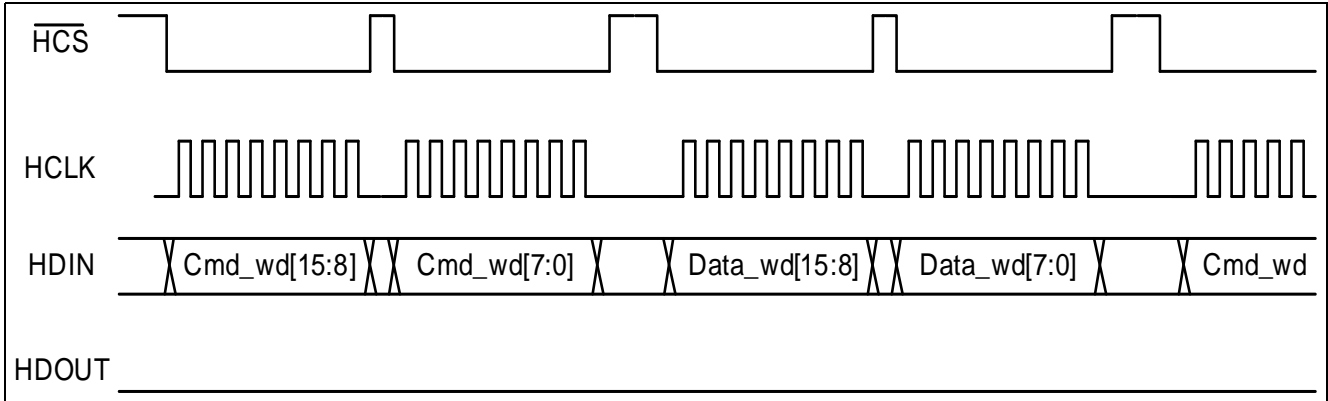 HCS
HCLK
HDIN Cmd_wd[15:8] Cmd_wd[7:0] Data_wd[15:8] Data_wd[7:0] Cmd_wd
HDOUT